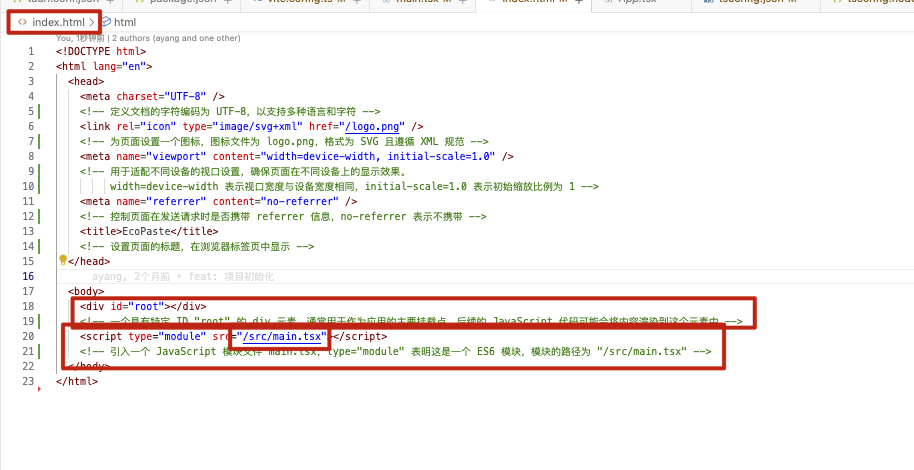 index.html > html
You, 1秒钟前 | 2 authors (ayang and one other)
1 <!DOCTYPE html>
2 <html lang="en">
3 <head>
4 <meta charset="UTF-8" />
5 <!-- 定义文档的字符编码为 UTF-8，以支持多种语言和字符 -->
6 <link rel="icon" type="image/svg+xml" href="/logo.png" />
7 <!-- 为页面设置一个图标，图标文件为 logo.png，格式为 SVG 且遵循 XML 规范 -->
8 <meta name="viewport" content="width=device-width, initial-scale=1.0" />
9 <!-- 用于适配不同设备的视口设置，确保页面在不同设备上的显示效果。
10 width=device-width 表示视口宽度与设备宽度相同，initial-scale=1.0 表示初始缩放比例为 1 -->
11 <meta name="referrer" content="no-referrer" />
12 <!-- 控制页面在发送请求时是否携带 referrer 信息，no-referrer 表示不携带 -->
13 <title>EcoPaste</title>
14 <!-- 设置页面的标题，在浏览器标签页中显示 -->
15 </head>
16 ayang, 2个月前 • feat: 项目初始化
17 <body>
18 <div id="root"></div>
19 <!-- 一个具有特定 ID "root" 的 div 元素，通常用于作为应用的主要挂载点，后续的 JavaScript 代码可能会将内容渲染到这个元素中 -->
20 <script type="module" src="/src/main.tsx"></script>
21 <!-- 引入一个 JavaScript 模块文件 main.tsx，type="module" 表明这是一个 ES6 模块，模块的路径为 "/src/main.tsx" -->
22 </body>
23 </html>